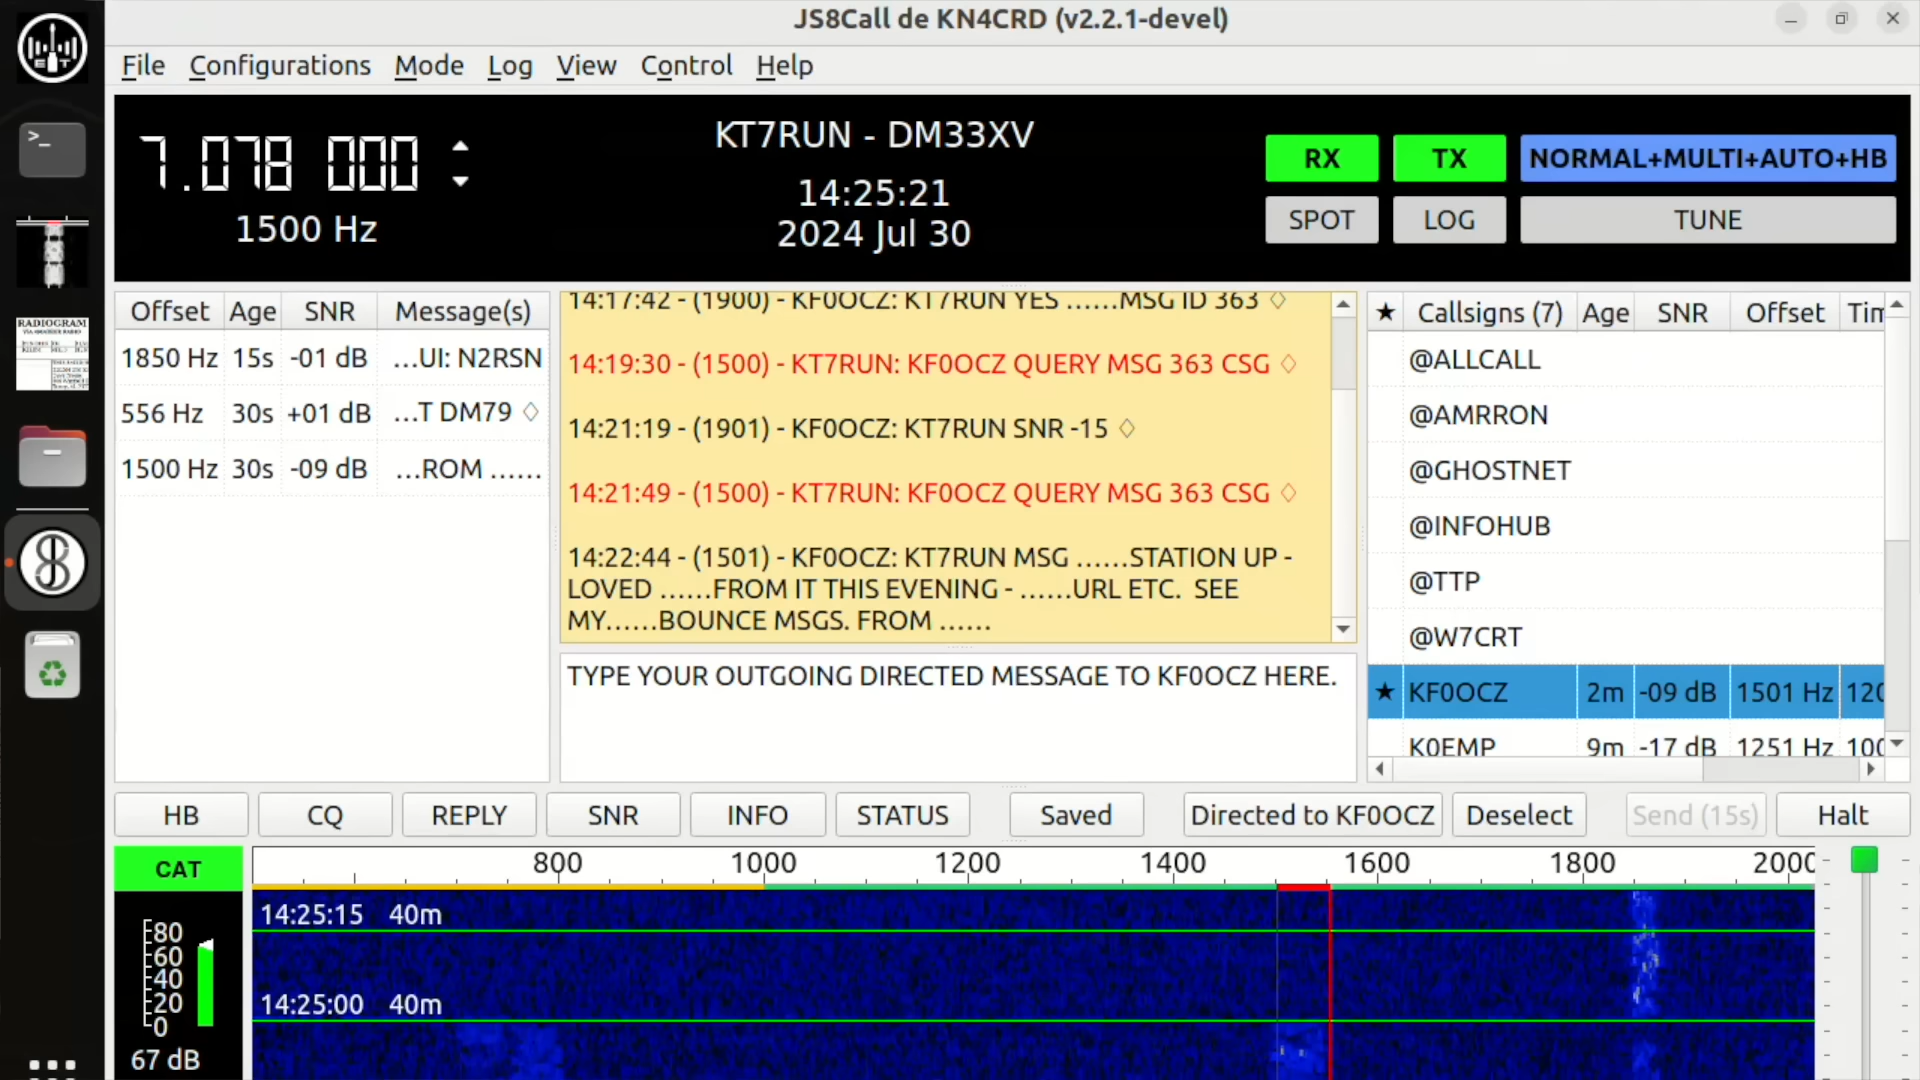 JS8Call de KN4CRD (v2.2.1-devel)
File Configurations Mode Log View Control Help
7.078 000
1500 Hz
KT7RUN - DM33XV
14:25:21
2024 Jul 30
RX TX NORMAL+MULTI+AUTO+HB
SPOT LOG TUNE
Offset Age SNR Message(s)
1850 Hz 15s -01 dB ...UI: N2RSN
556 Hz 30s +01 dB ...T DM79 ♢
1500 Hz 30s -09 dB ...ROM ......
14:17:42 - (1900) - KF0OCZ: KT7RUN YES ......MSG ID 363 ♢
14:19:30 - (1500) - KT7RUN: KF0OCZ QUERY MSG 363 CSG ♢
14:21:19 - (1901) - KF0OCZ: KT7RUN SNR -15 ♢
14:21:49 - (1500) - KT7RUN: KF0OCZ QUERY MSG 363 CSG ♢
14:22:44 - (1501) - KF0OCZ: KT7RUN MSG ......STATION UP -
LOVED ......FROM IT THIS EVENING - ......URL ETC.  SEE
MY......BOUNCE MSGS. FROM ......
TYPE YOUR OUTGOING DIRECTED MESSAGE TO KF0OCZ HERE.
★ Callsigns (7) Age SNR Offset Tim
@ALLCALL
@AMRRON
@GHOSTNET
@INFOHUB
@TTP
@W7CRT
★ KF0OCZ 2m -09 dB 1501 Hz 120
K0EMP 9m -17 dB 1251 Hz 100
HB CQ REPLY SNR INFO STATUS Saved Directed to KF0OCZ Deselect Send (15s) Halt
CAT
800 1000 1200 1400 1600 1800 2000
14:25:15 40m
14:25:00 40m
80
60
40
20
0
67 dB
E T
>_
RADIOGRAM
VIA AMATEUR RADIO